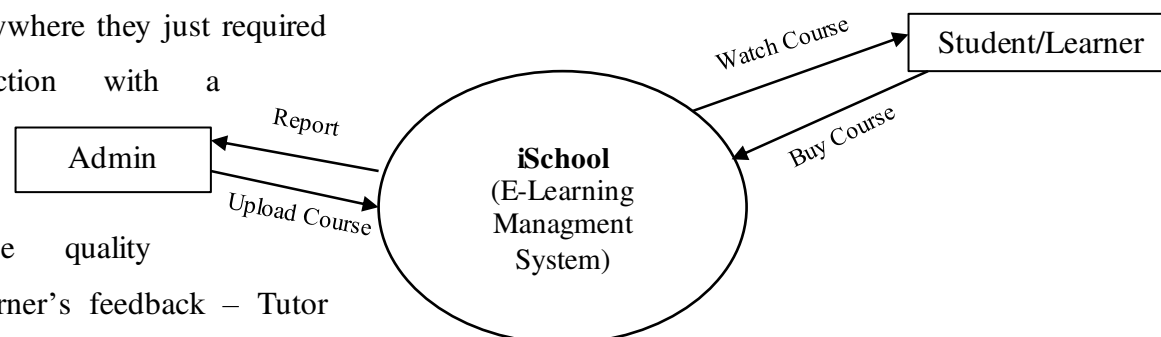 ywhere they just required
ction with a
e quality
rner's feedback – Tutor
Admin
Report
Upload Course
iSchool
(E-Learning
Managment
System)
Watch Course
Buy Course
Student/Learner